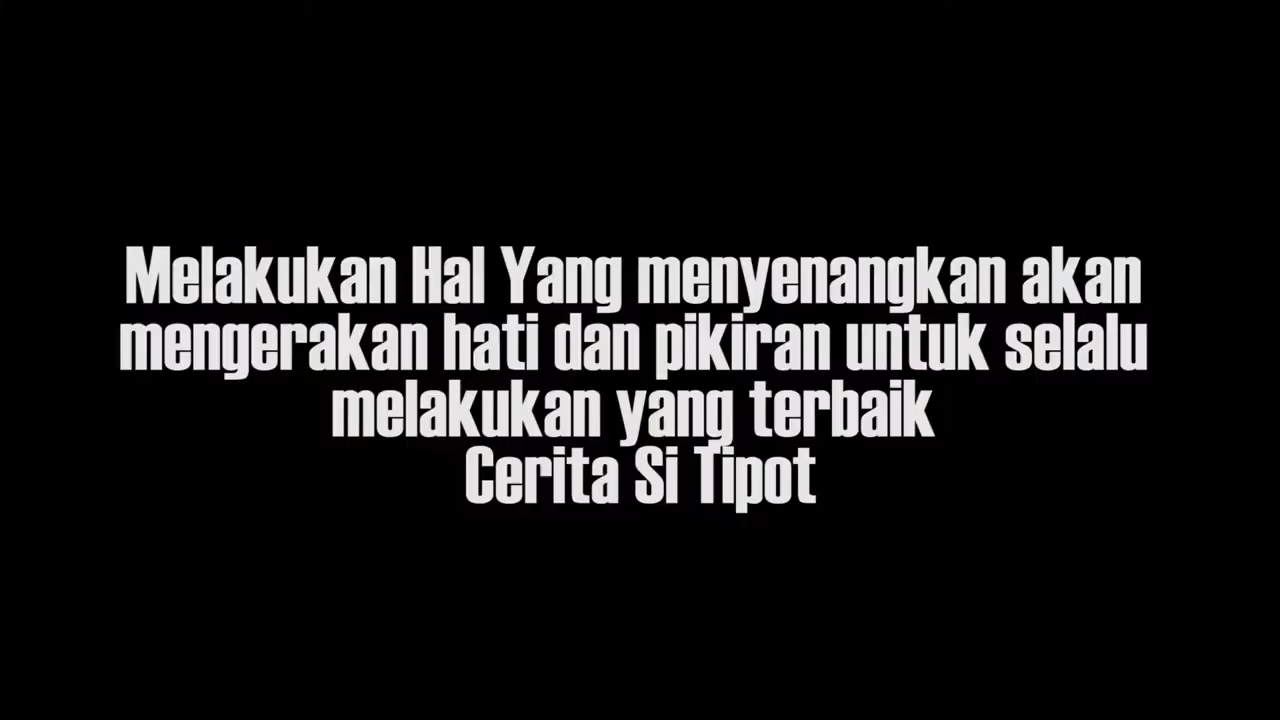 Melakukan Hal Yang menyenangkan akan
mengerakan hati dan pikiran untuk selalu
melakukan yang terbaik
Cerita Si Tipot